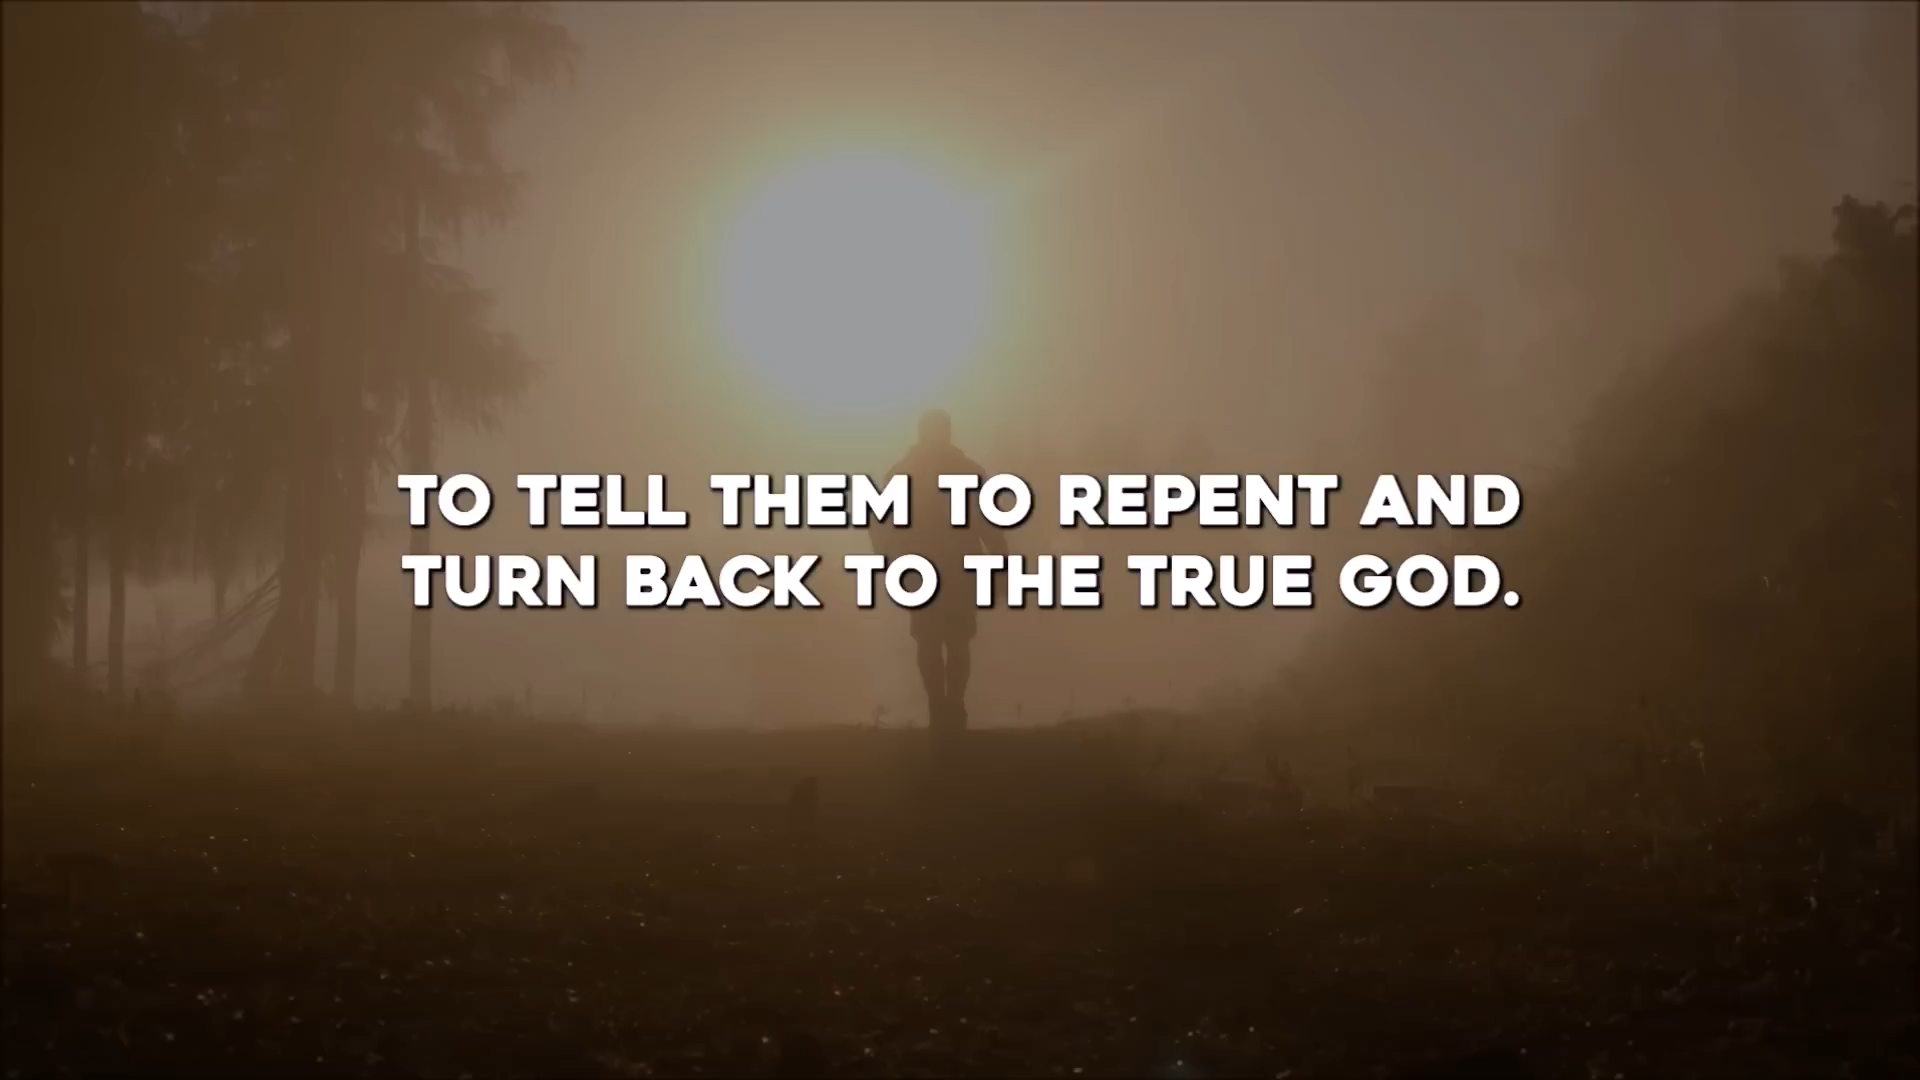 TO TELL THEM TO REPENT AND
TURN BACK TO THE TRUE GOD.